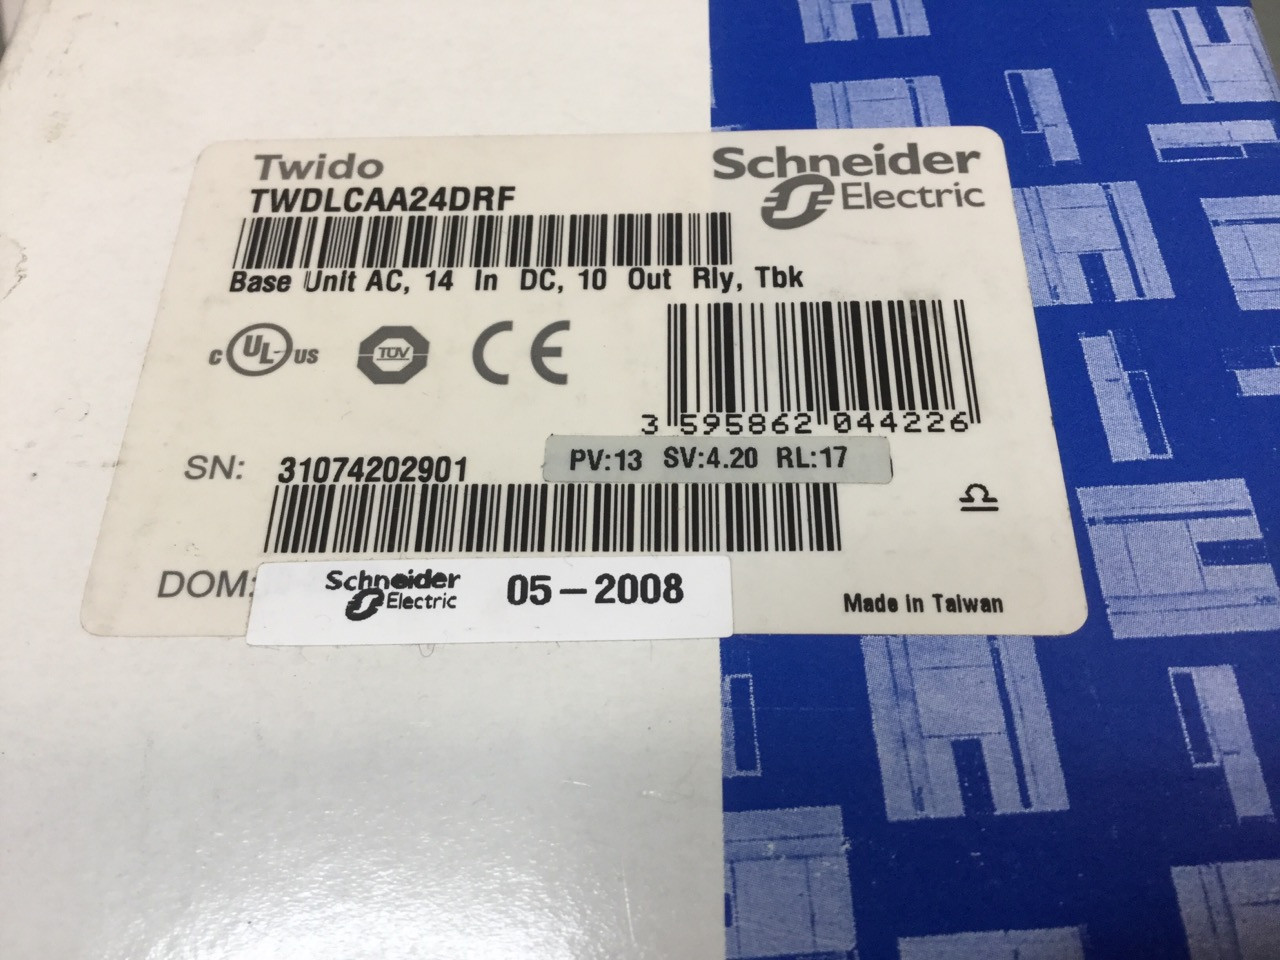 Twido
TWDLCAA24DRF
Schneider
Electric
Base Unit AC, 14 In DC, 10 Out Rly, Tbk
C UL US
TUV
CE
3 595862 044226
PV:13 SV:4.20 RL:17
SN: 31074202901
DOM:
Schneider
Electric
05-2008
Made in Taiwan